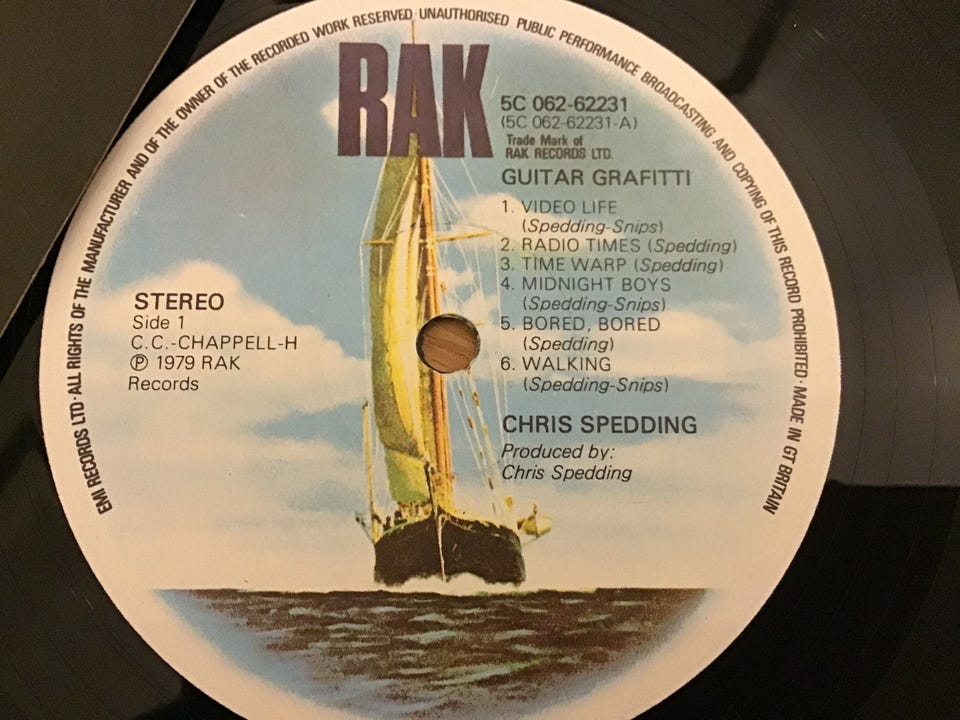 EMI RECORDS LTD · ALL RIGHTS OF THE MANUFACTURER AND OF THE OWNER OF THE RECORDED WORK RESERVED · UNAUTHORISED PUBLIC PERFORMANCE BROADCASTING AND COPYING OF THIS RECORD PROHIBITED · MADE IN GT BRITAIN
RAK
5C 062-62231
(5C 062-62231-A)
Trade Mark of
RAK RECORDS LTD.
GUITAR GRAFITTI
1. VIDEO LIFE
(Spedding-Snips)
2. RADIO TIMES (Spedding)
3. TIME WARP (Spedding)
4. MIDNIGHT BOYS
(Spedding-Snips)
5. BORED, BORED
(Spedding)
6. WALKING
(Spedding-Snips)
CHRIS SPEDDING
Produced by:
Chris Spedding
STEREO
Side 1
C.C.-CHAPPELL-H
℗ 1979 RAK
Records